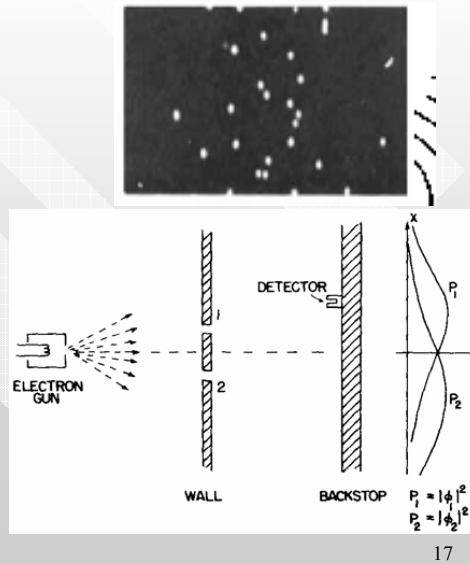 X
1
DETECTOR
P₁
ELECTRON
GUN
2
P₂
WALL
BACKSTOP
P₁ = |ϕ₁|²
P₂ = |ϕ₂|²
17